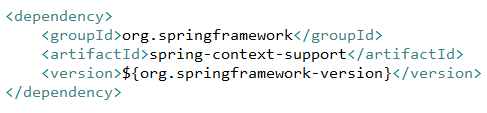 <dependency>
    <groupId>org.springframework</groupId>
    <artifactId>spring-context-support</artifactId>
    <version>${org.springframework-version}</version>
</dependency>